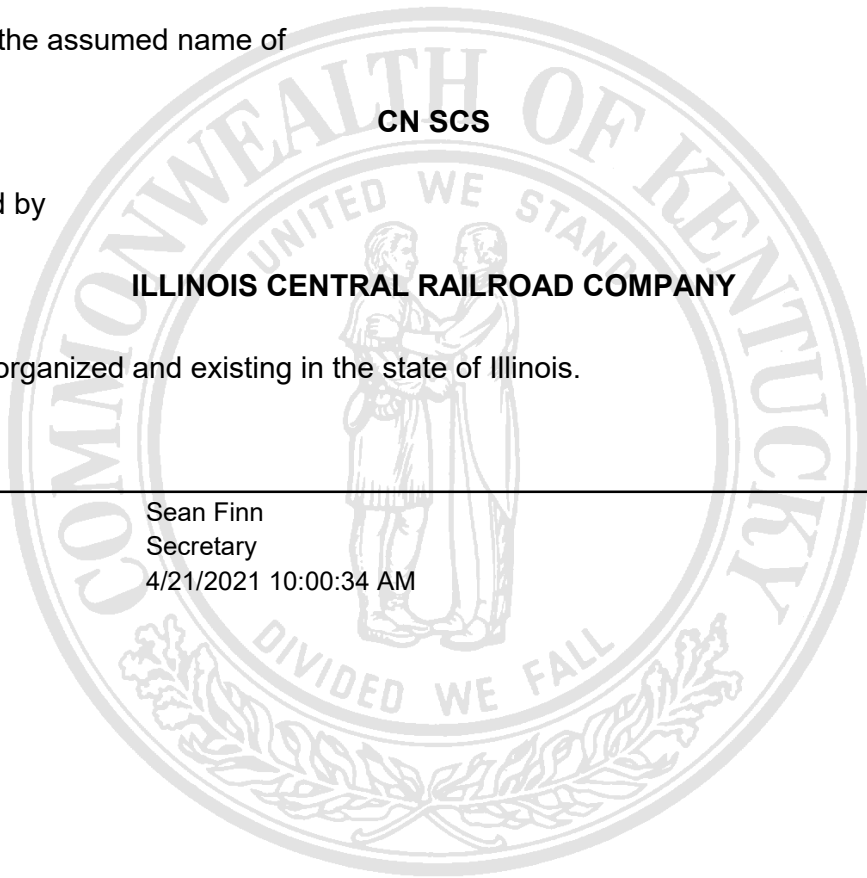 the assumed name of
CN SCS
d by
ILLINOIS CENTRAL RAILROAD COMPANY
organized and existing in the state of Illinois.
Sean Finn
Secretary
4/21/2021 10:00:34 AM
COMMONWEALTH OF KENTUCKY
UNITED WE STAND
DIVIDED WE FALL